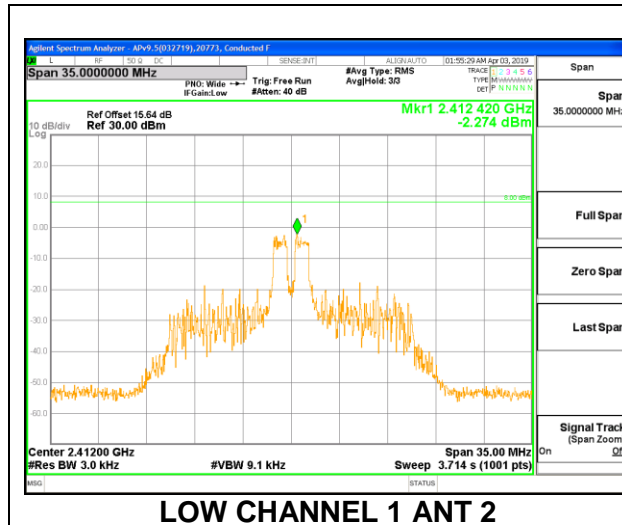 Agilent Spectrum Analyzer - APv9.5(032719),20773, Conducted F
L RF 50 Ω DC SENSE:INT ALIGN AUTO 01:55:29 AM Apr 03, 2019
Span 35.0000000 MHz
PNO: Wide
IFGain:Low
Trig: Free Run
#Atten: 40 dB
#Avg Type: RMS
Avg|Hold: 3/3
TRACE 1 2 3 4 5 6
TYPE M
DET P N N N N N
Ref Offset 15.64 dB
Ref 30.00 dBm
10 dB/div
Log
Mkr1 2.412 420 GHz
-2.274 dBm
20.0
10.0
8.00 dBm
0.00
1
-10.0
-20.0
-30.0
-40.0
-50.0
-60.0
Center 2.41200 GHz
#Res BW 3.0 kHz
#VBW 9.1 kHz
Span 35.00 MHz
Sweep 3.714 s (1001 pts)
MSG
STATUS
Span
Span
35.0000000 MHz
Full Span
Zero Span
Last Span
Signal Track
(Span Zoom)
On Off
LOW CHANNEL 1 ANT 2